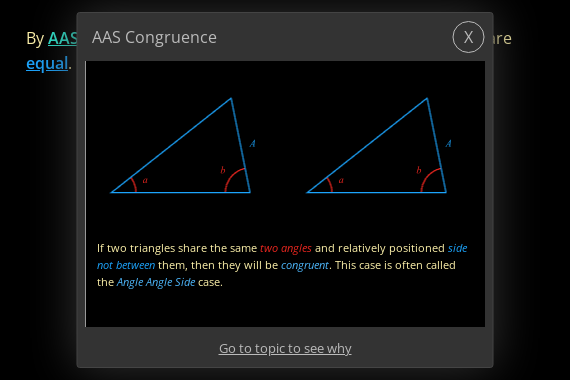 By AAS
are
equal.
AAS Congruence
X
A
a
b
A
a
b
If two triangles share the same two angles and relatively positioned side
not between them, then they will be congruent. This case is often called
the Angle Angle Side case.
Go to topic to see why